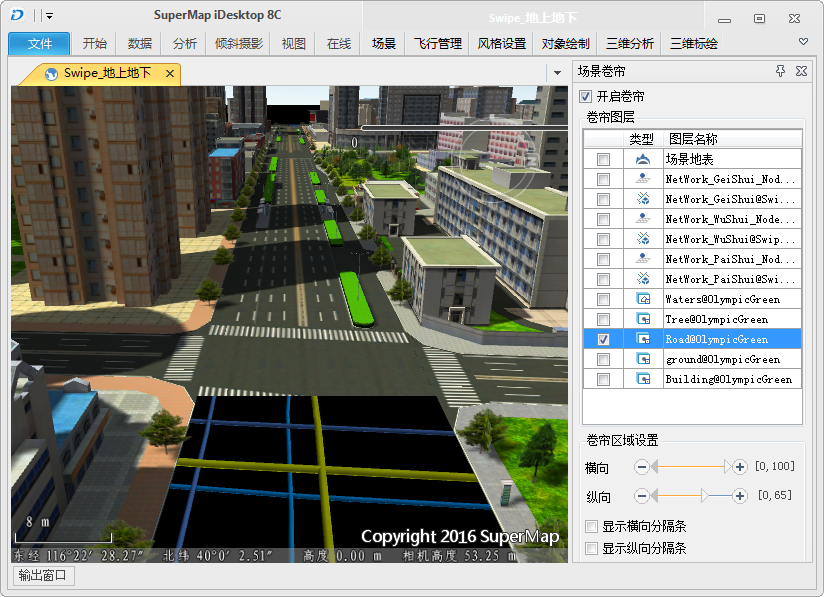 SuperMap iDesktop 8C
Swipe_地上地下
文件 开始 数据 分析 倾斜摄影 视图 在线 场景 飞行管理 风格设置 对象绘制 三维分析 三维标绘
Swipe_地上地下
场景卷帘
开启卷帘
卷帘图层
类型 图层名称
场景地表
NetWork_GeiShui_Nod...
NetWork_GeiShui@Swi...
NetWork_WuShui_Node...
NetWork_WuShui@Swip...
NetWork_PaiShui_Nod...
NetWork_PaiShui@Swi...
Waters@OlympicGreen
Tree@OlympicGreen
Road@OlympicGreen
ground@OlympicGreen
Building@OlympicGreen
卷帘区域设置
横向 [0,100]
纵向 [0,65]
显示横向分隔条
显示纵向分隔条
0
8 m
Copyright 2016 SuperMap
东经 116°22′ 28.27″ 北纬 40°0′ 2.51″ 高度 0.00 m 相机高度 53.25 m
输出窗口